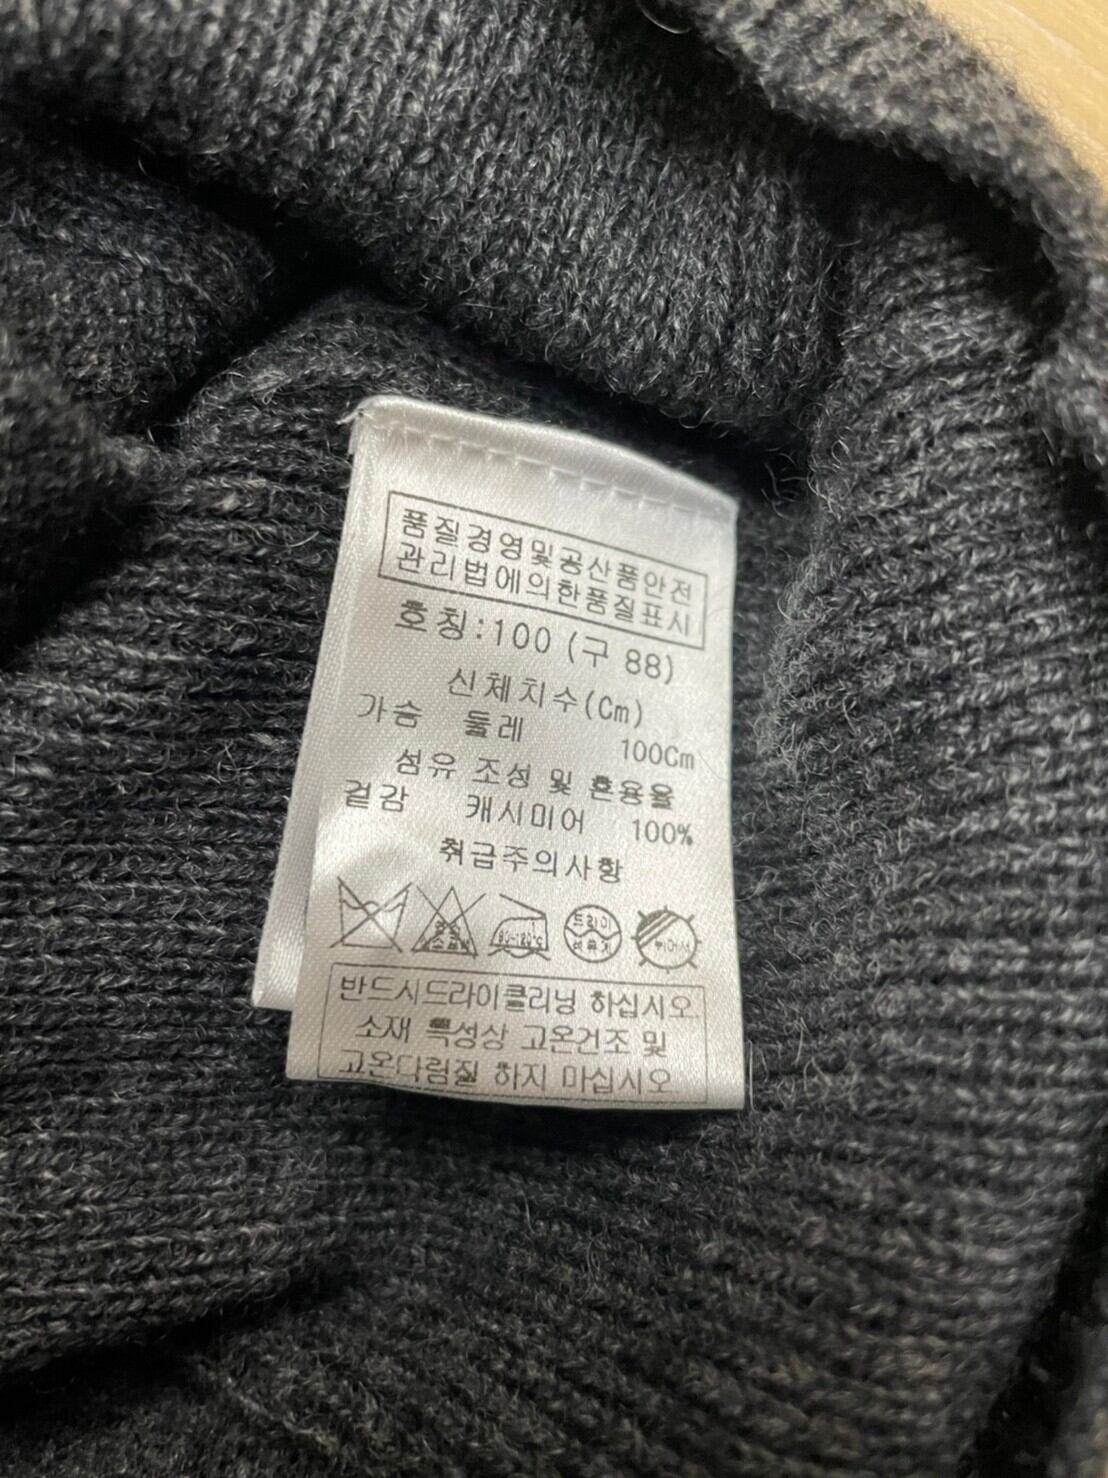 품질경영및공산품안전
관리법에의한품질표시
호칭:100 (구 88)
신체치수(Cm)
가슴 둘레 100Cm
섬유 조성 및 혼용율
겉감 캐시미어 100%
취급주의사항
드라이
반드시드라이클리닝 하십시오.
소재 특성상 고온건조 및
고온다림질 하지 마십시오.